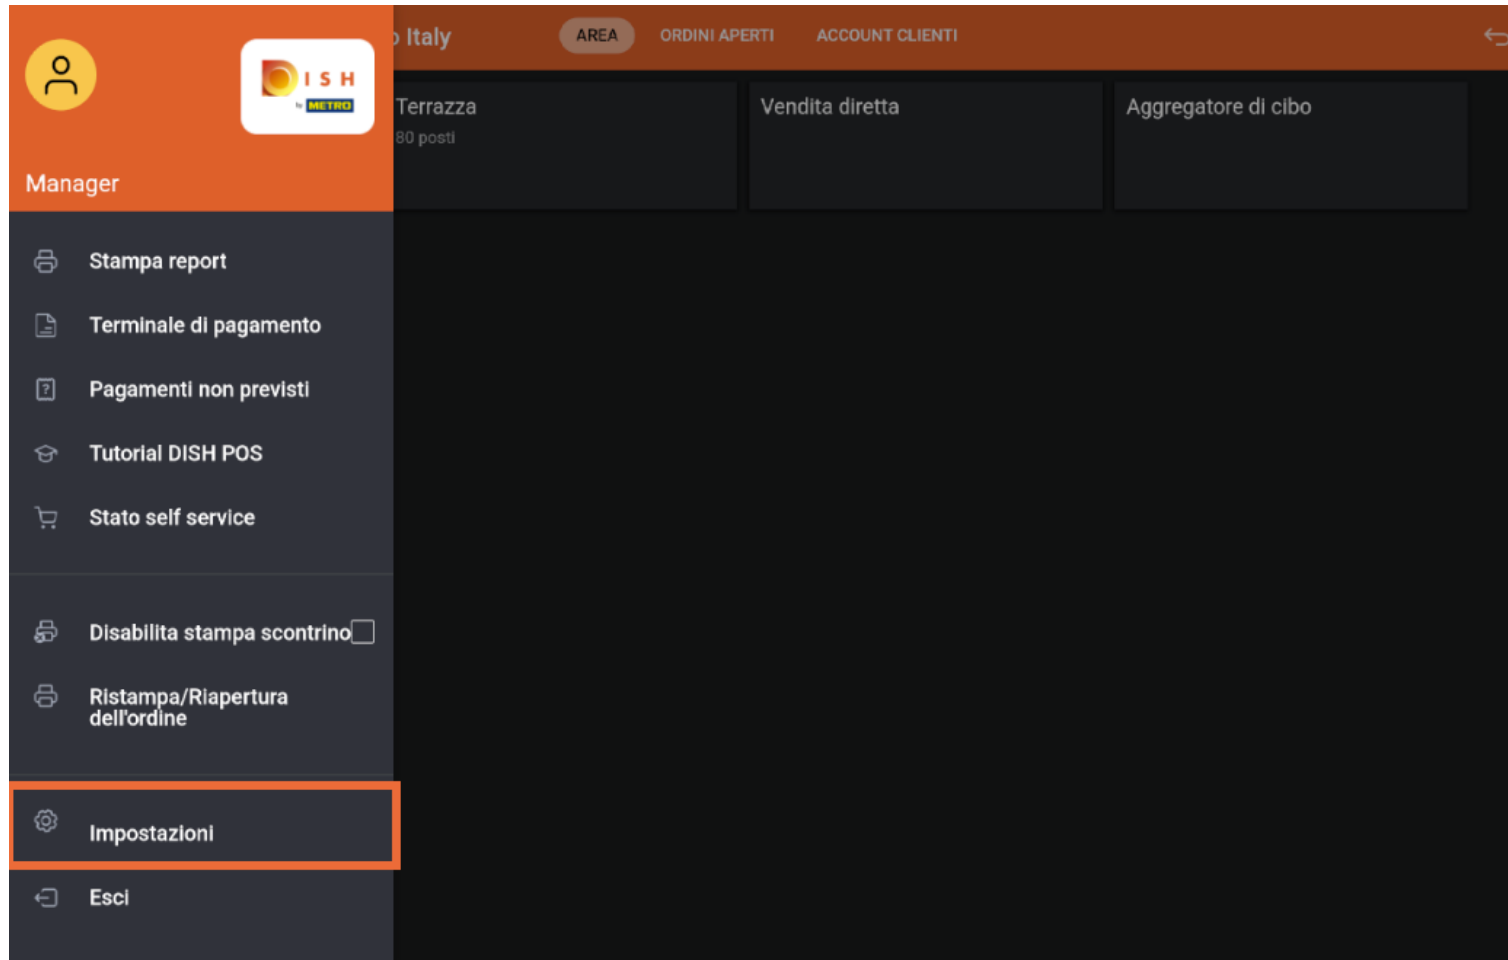 Italy
AREA
ORDINI APERTI
ACCOUNT CLIENTI
DISH
by METRO
Manager
Terrazza
80 posti
Vendita diretta
Aggregatore di cibo
Stampa report
Terminale di pagamento
Pagamenti non previsti
Tutorial DISH POS
Stato self service
Disabilita stampa scontrino
Ristampa/Riapertura
dell'ordine
Impostazioni
Esci